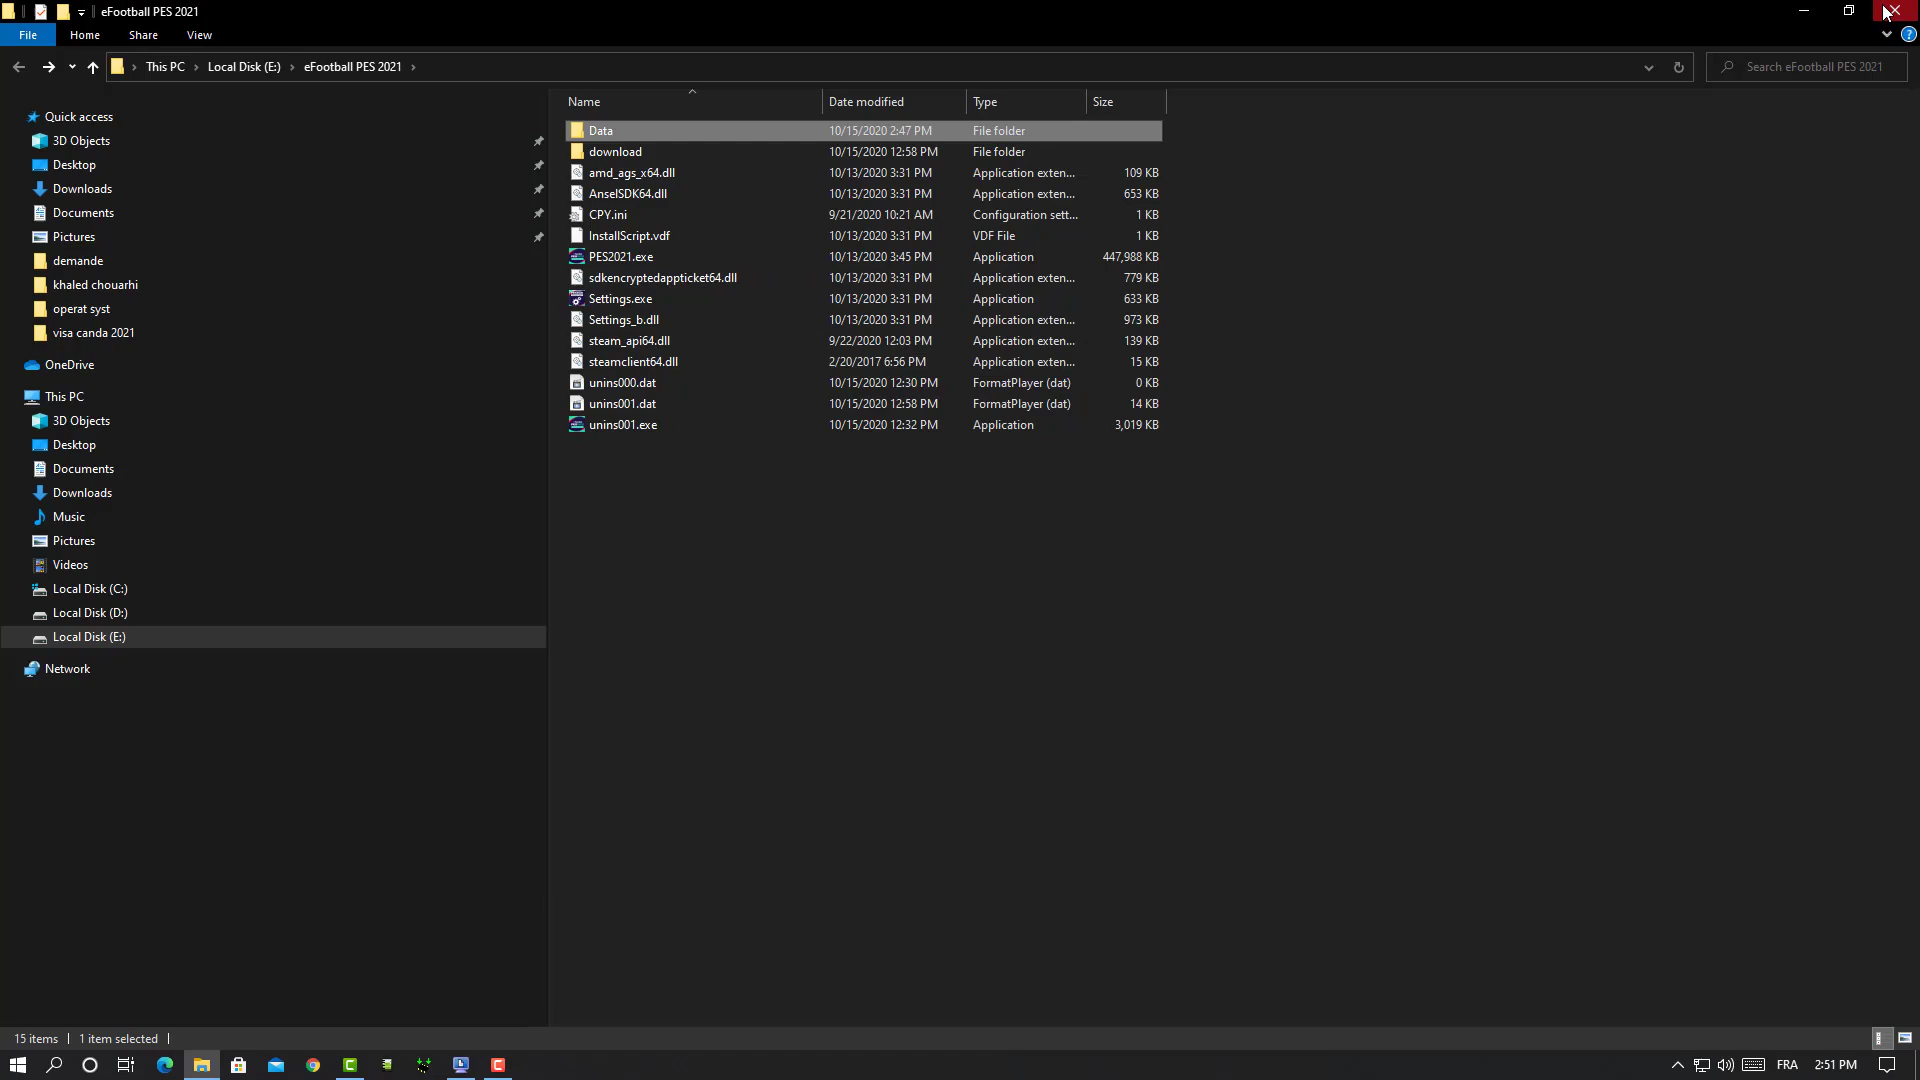 eFootball PES 2021
File Home Share View
This PC Local Disk (E:) eFootball PES 2021 Search eFootball PES 2021
Name Date modified Type Size
Quick access
3D Objects
Desktop
Downloads
Documents
Pictures
demande
khaled chouarhi
operat syst
visa canda 2021
OneDrive
This PC
3D Objects
Desktop
Documents
Downloads
Music
Pictures
Videos
Local Disk (C:)
Local Disk (D:)
Local Disk (E:)
Network
Data 10/15/2020 2:47 PM File folder
download 10/15/2020 12:58 PM File folder
amd_ags_x64.dll 10/13/2020 3:31 PM Application exten... 109 KB
AnselSDK64.dll 10/13/2020 3:31 PM Application exten... 653 KB
CPY.ini 9/21/2020 10:21 AM Configuration sett... 1 KB
InstallScript.vdf 10/13/2020 3:31 PM VDF File 1 KB
PES2021.exe 10/13/2020 3:45 PM Application 447,988 KB
sdkencryptedappticket64.dll 10/13/2020 3:31 PM Application exten... 779 KB
Settings.exe 10/13/2020 3:31 PM Application 633 KB
Settings_b.dll 10/13/2020 3:31 PM Application exten... 973 KB
steam_api64.dll 9/22/2020 12:03 PM Application exten... 139 KB
steamclient64.dll 2/20/2017 6:56 PM Application exten... 15 KB
unins000.dat 10/15/2020 12:30 PM FormatPlayer (dat) 0 KB
unins001.dat 10/15/2020 12:58 PM FormatPlayer (dat) 14 KB
unins001.exe 10/15/2020 12:32 PM Application 3,019 KB
15 items 1 item selected
FRA 2:51 PM